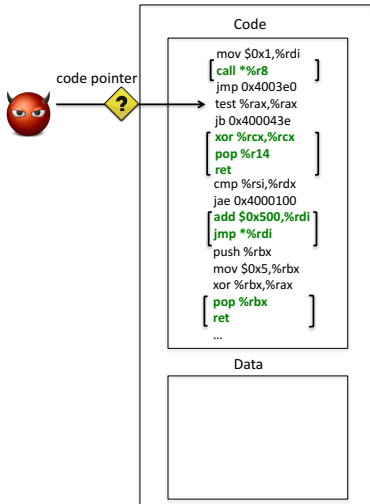 Code
mov $0x1,%rdi
call *%r8
jmp 0x4003e0
code pointer
?
test %rax,%rax
jb 0x400043e
xor %rcx,%rcx
pop %r14
ret
cmp %rsi,%rdx
jae 0x4000100
add $0x500,%rdi
jmp *%rdi
push %rbx
mov $0x5,%rbx
xor %rbx,%rax
pop %rbx
ret
...
Data